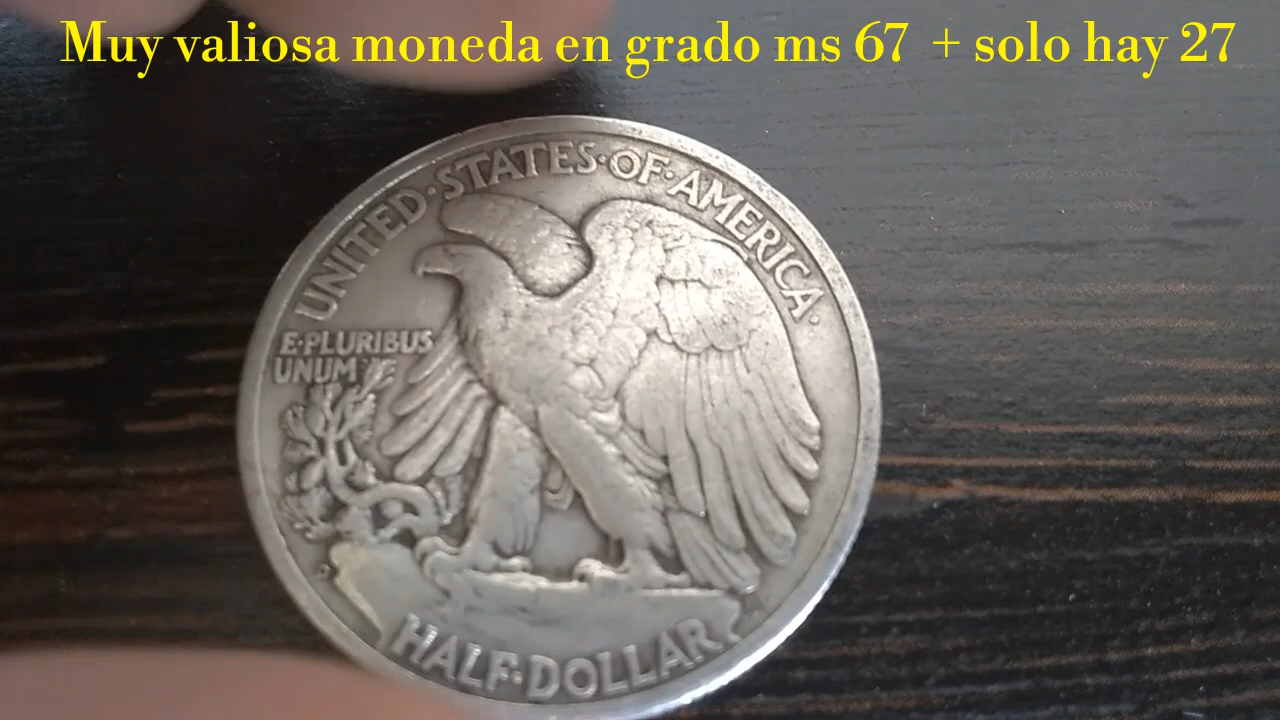 Muy valiosa moneda en grado ms 67 + solo hay 27
UNITED·STATES·OF·AMERICA·
E·PLURIBUS
UNUM
HALF·DOLLAR